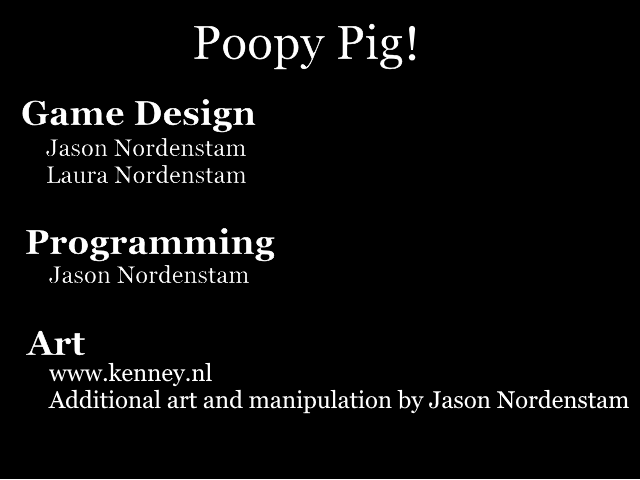 Poopy Pig!
Game Design
Jason Nordenstam
Laura Nordenstam
Programming
Jason Nordenstam
Art
www.kenney.nl
Additional art and manipulation by Jason Nordenstam